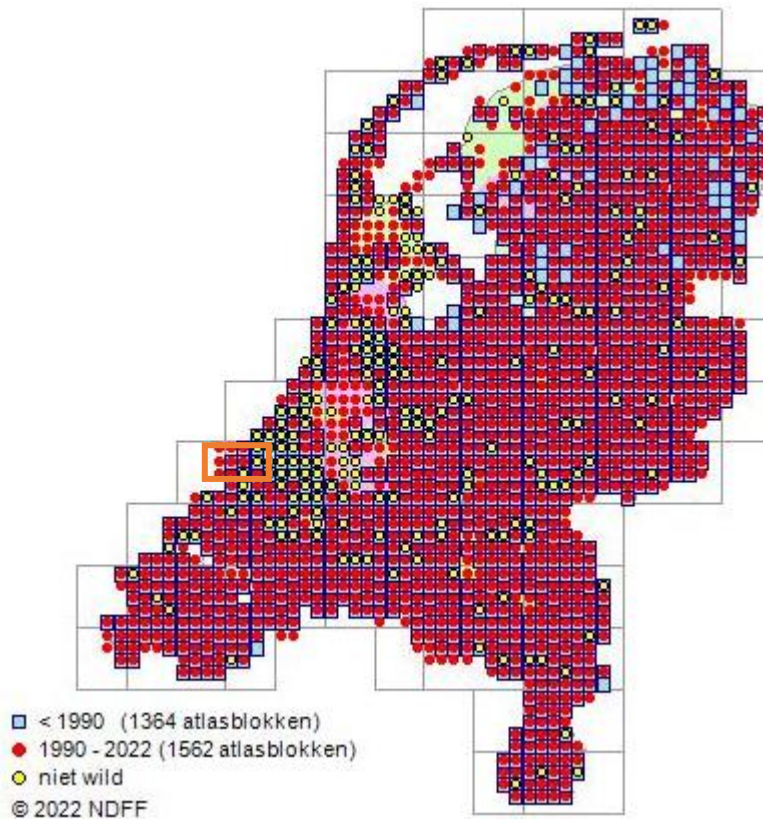 < 1990 (1364 atlasblokken)
1990 - 2022 (1562 atlasblokken)
niet wild
© 2022 NDFF